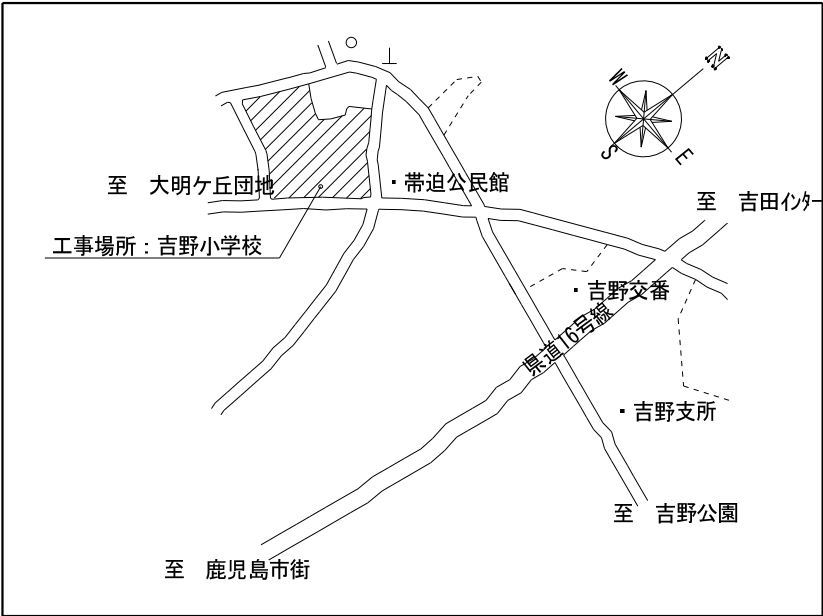 N
W
S
E
至　大明ケ丘団地
帯迫公民館
至　吉田インター
工事場所：吉野小学校
吉野交番
県道16号線
吉野支所
至　吉野公園
至　鹿児島市街